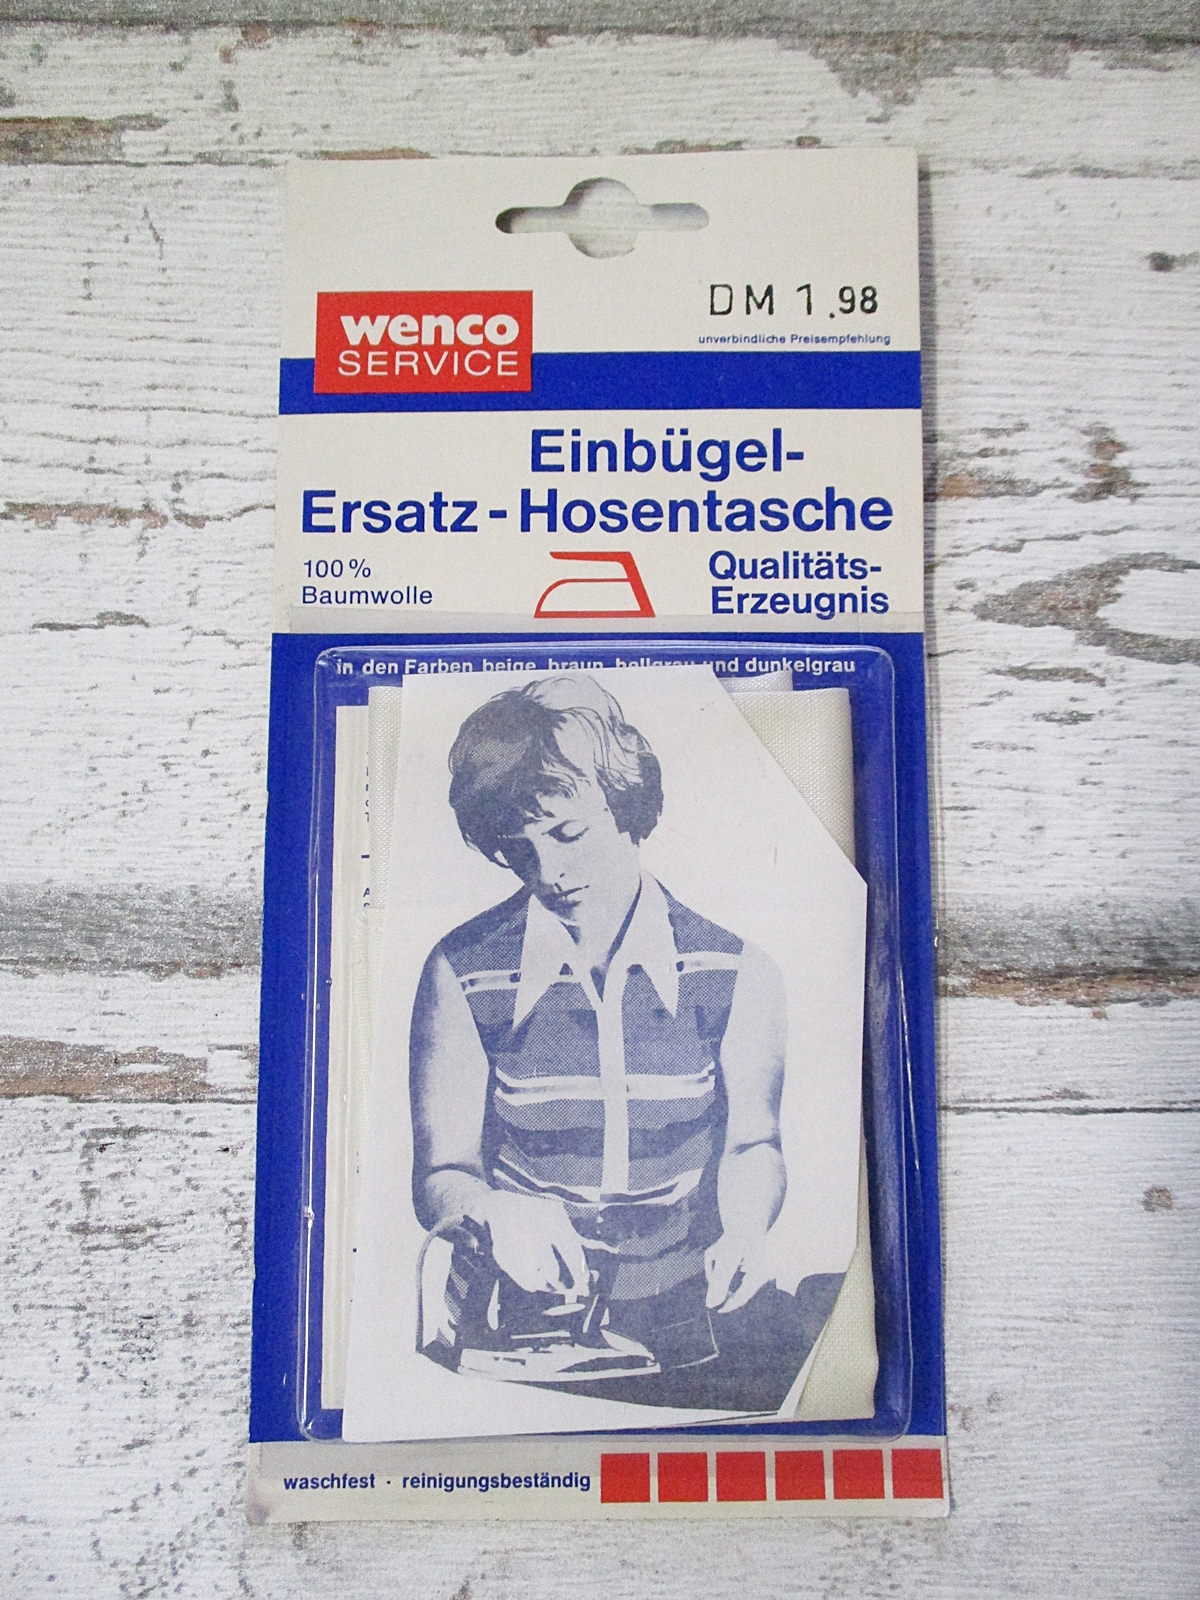 DM 1.98
unverbindliche Preisempfehlung
wenco
SERVICE
Einbügel-
Ersatz-Hosentasche
100% 
Baumwolle
Qualitäts-
Erzeugnis
in den Farben beige braun hellgrau und dunkelgrau
waschfest · reinigungsbeständig